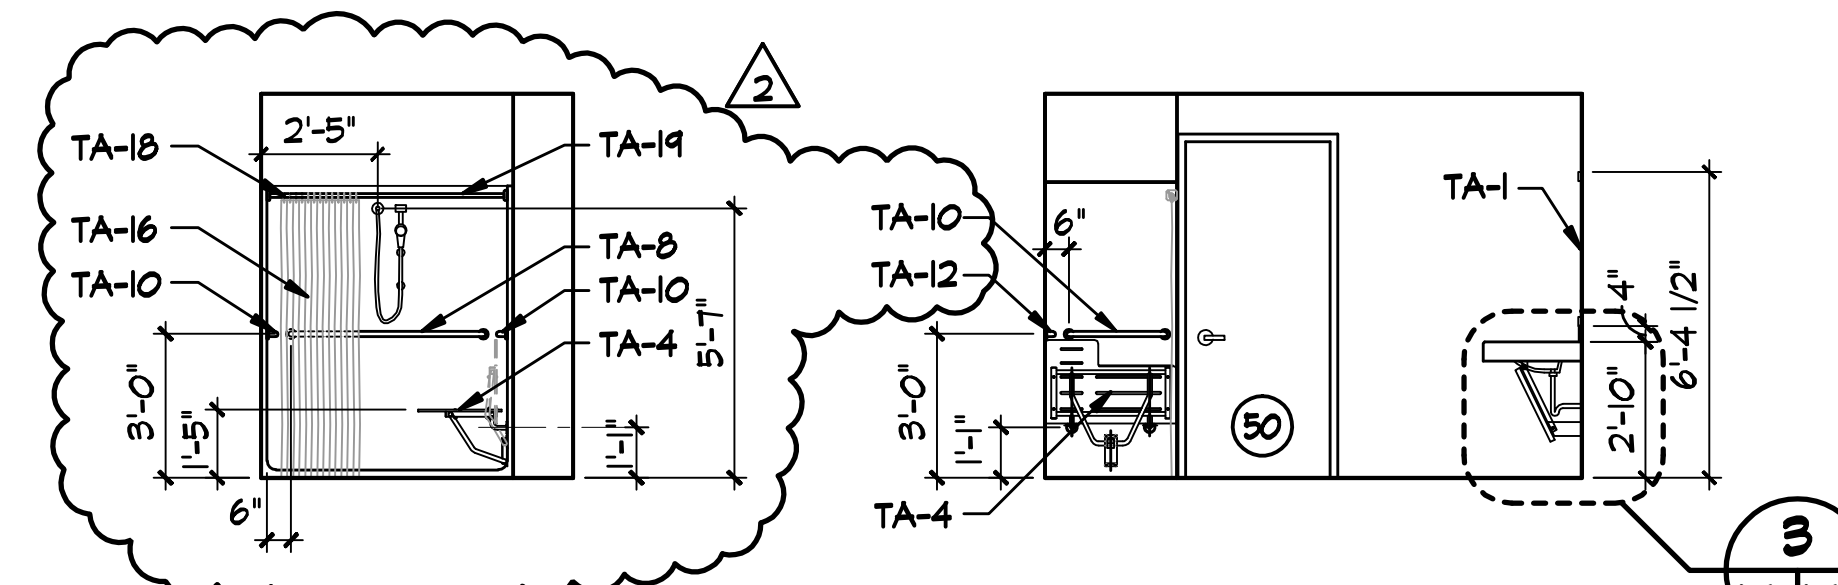 2
2'-5"
TA-18
TA-19
TA-16
TA-8
TA-10
TA-10
TA-4
5'-7"
3'-0"
1'-5"
1'-1"
6"
TA-10
6"
TA-12
3'-0"
1'-1"
TA-4
50
TA-1
4"
6'-4 1/2"
2'-10"
3